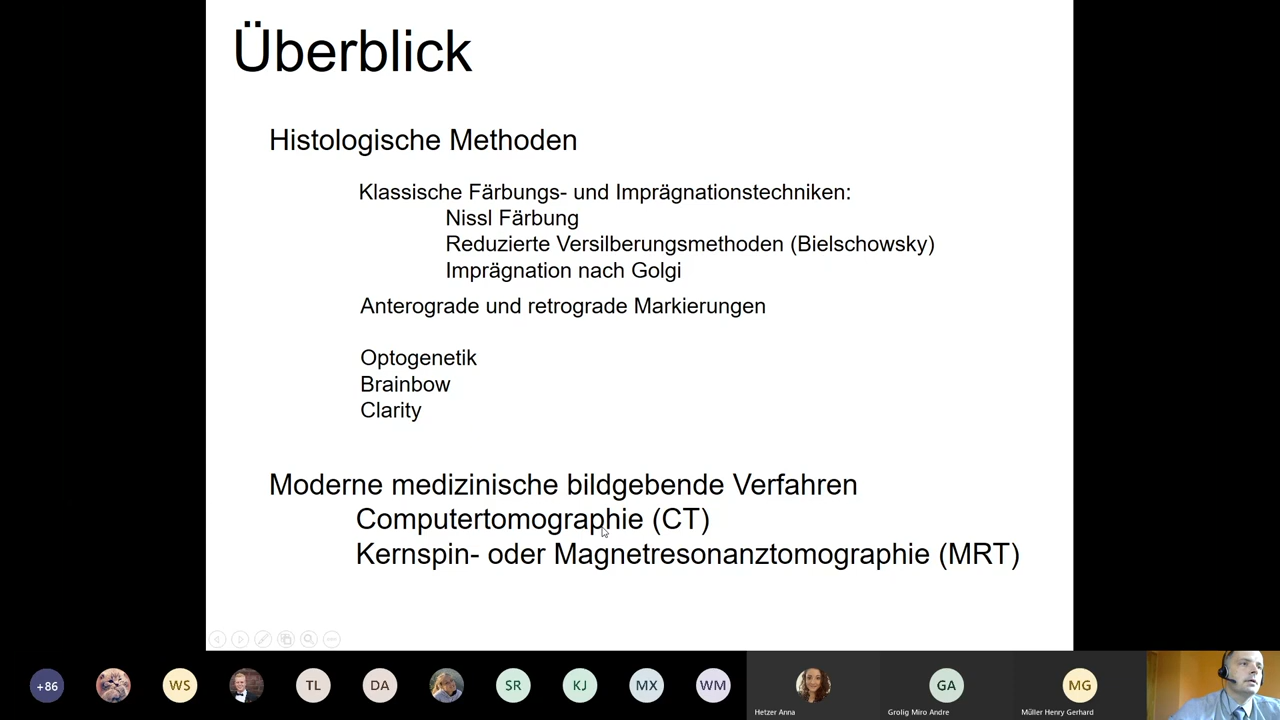 Überblick
Histologische Methoden
Klassische Färbungs- und Imprägnationstechniken:
Nissl Färbung
Reduzierte Versilberungsmethoden (Bielschowsky)
Imprägnation nach Golgi
Anterograde und retrograde Markierungen
Optogenetik
Brainbow
Clarity
Moderne medizinische bildgebende Verfahren
Computertomographie (CT)
Kernspin- oder Magnetresonanztomographie (MRT)
+86 WS TL DA SR KJ MX WM GA MG
Hetzer Anna Grolig Miro Andre Müller Henry Gerhard